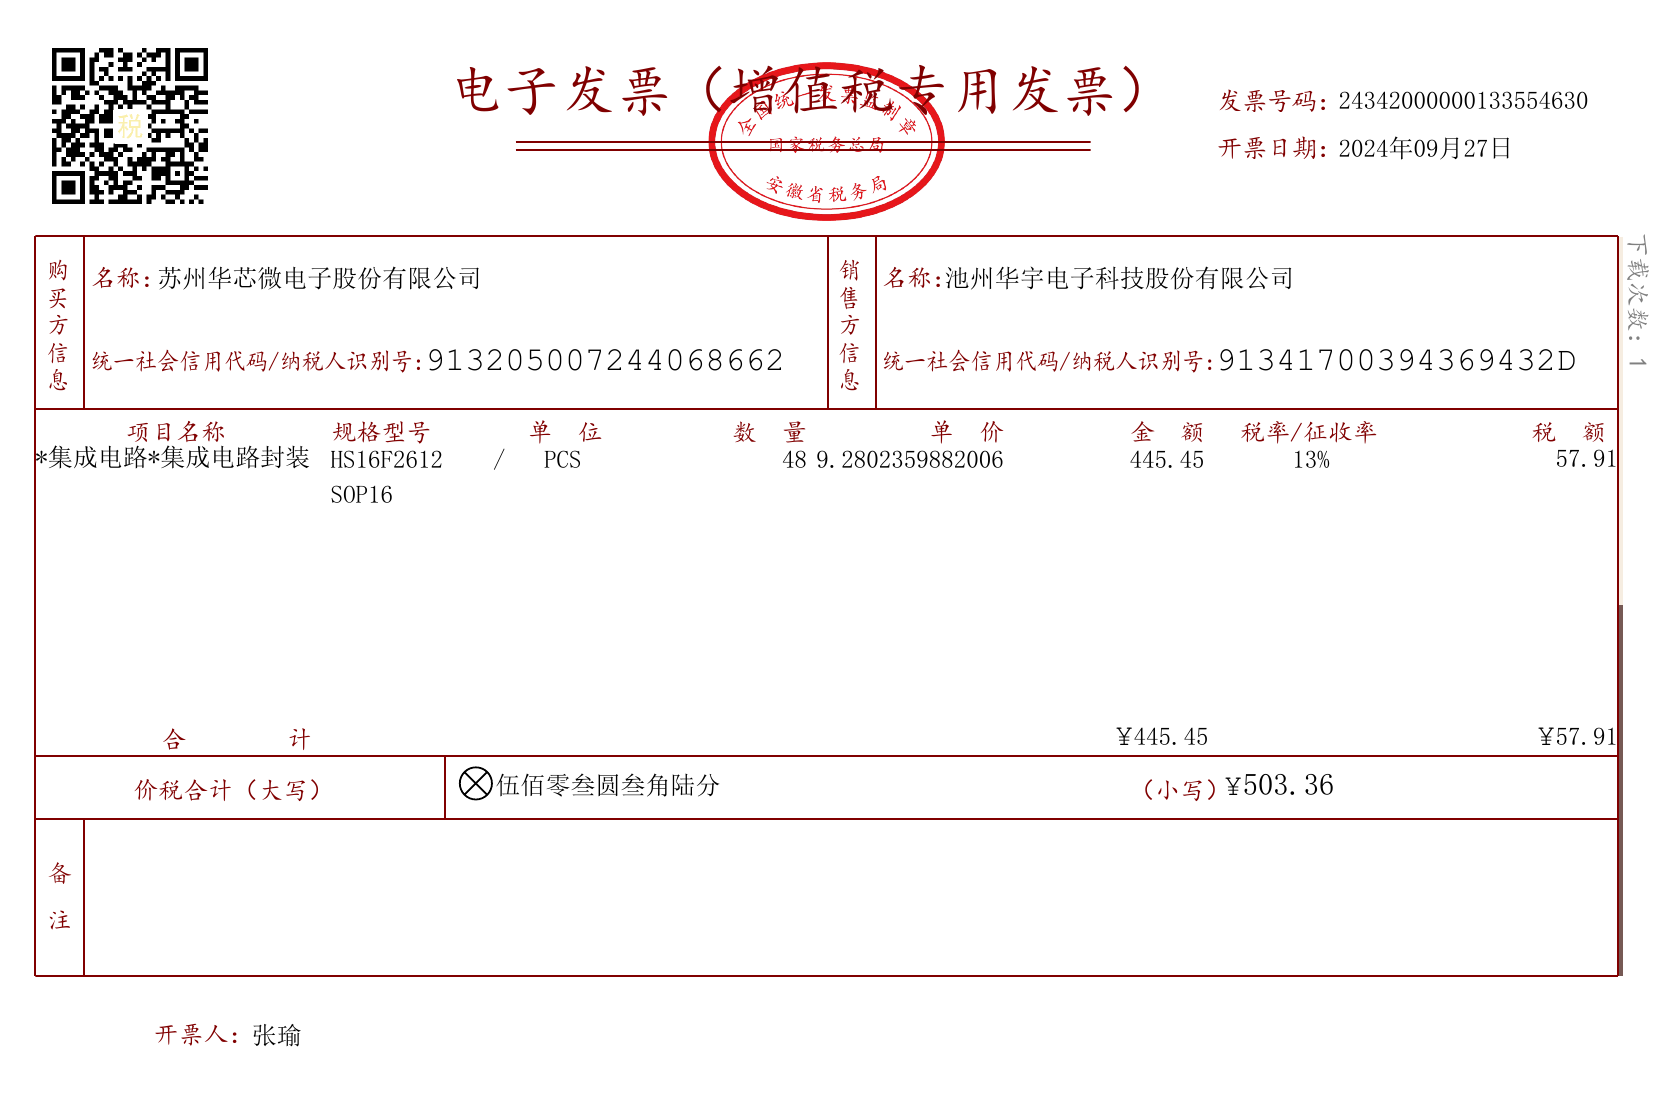 税
电子发票（增值税专用发票）
全国统一发票监制章
国家税务总局
安徽省税务局
发票号码：24342000000133554630
开票日期：2024年09月27日
下载次数：1
购买方信息
名称：苏州华芯微电子股份有限公司
统一社会信用代码/纳税人识别号：913205007244068662
销售方信息
名称：池州华宇电子科技股份有限公司
统一社会信用代码/纳税人识别号：91341700394369432D
项目名称 规格型号 单 位 数 量 单 价 金 额 税率/征收率 税 额
*集成电路*集成电路封装 HS16F2612 / PCS 48 9.2802359882006 445.45 13% 57.91
SOP16
合 计 ¥445.45 ¥57.91
价税合计（大写） ⊗伍佰零叁圆叁角陆分 （小写）¥503.36
备注
开票人：张瑜